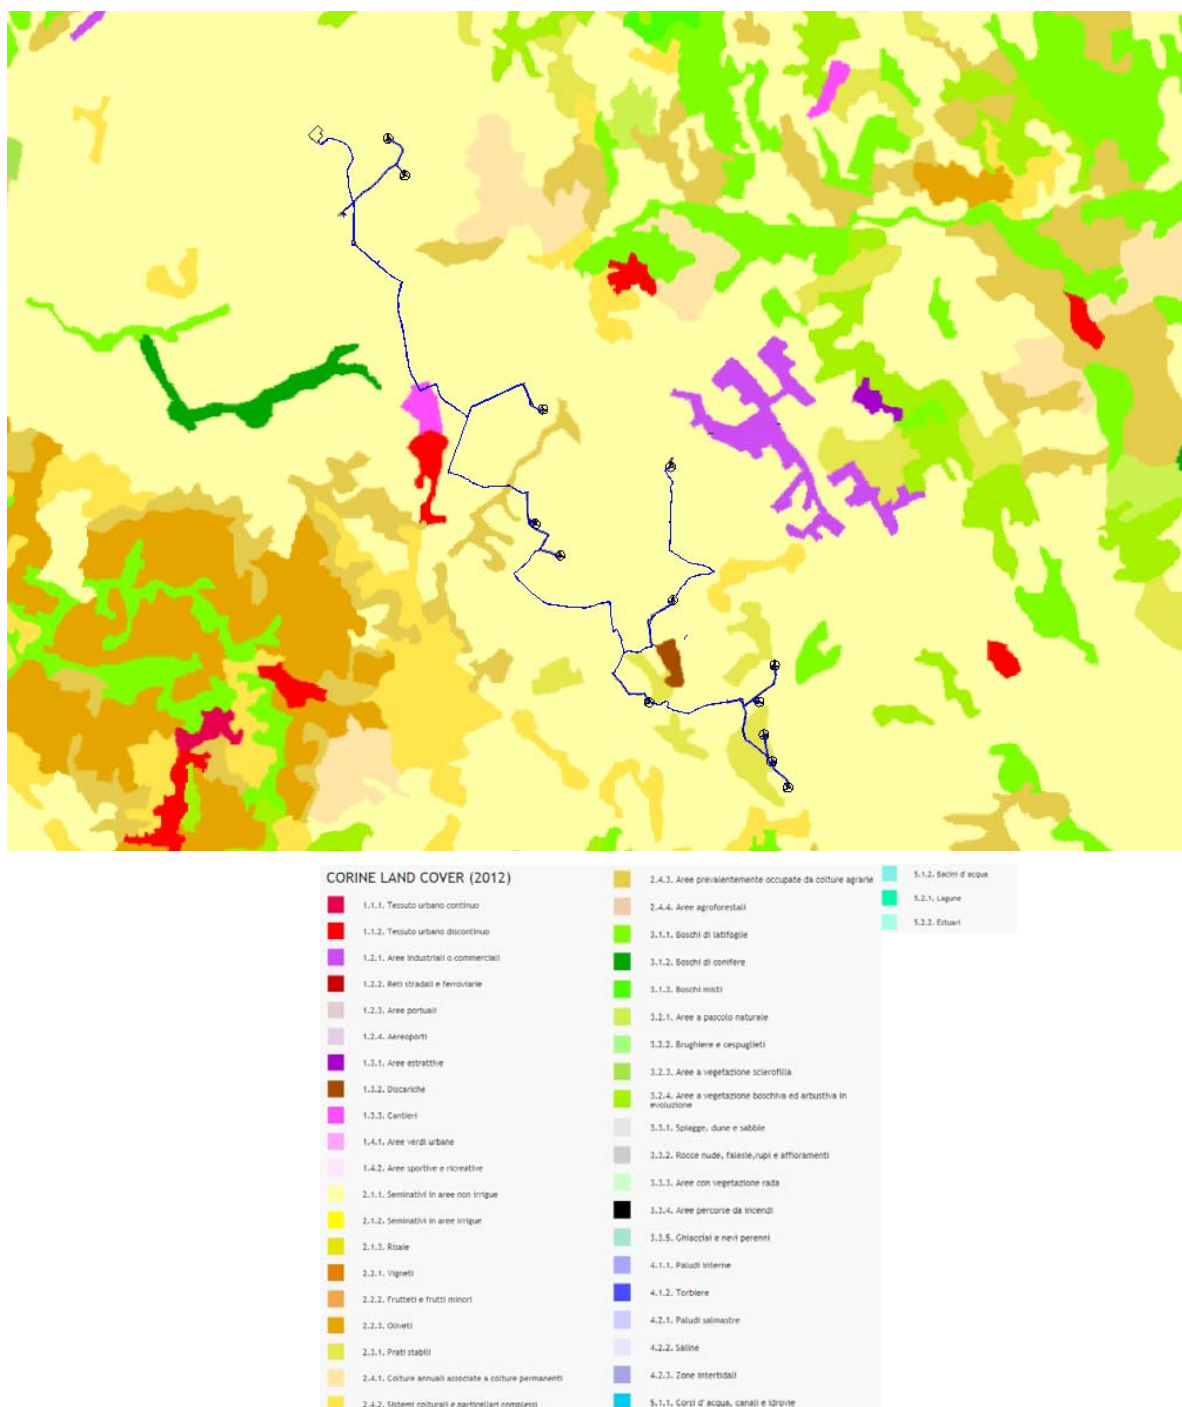 CORINE LAND COVER (2012)
1.1.1. Tessuto urbano continuo
1.1.2. Tessuto urbano discontinuo
1.2.1. Aree industriali o commerciali
1.2.2. Reti stradali e ferroviarie
1.2.3. Aree portuali
1.2.4. Aereoporti
1.3.1. Aree estrattive
1.3.2. Discariche
1.3.3. Cantieri
1.4.1. Aree verdi urbane
1.4.2. Aree sportive e ricreative
2.1.1. Seminativi in aree non irrigue
2.1.2. Seminativi in aree irrigue
2.1.3. Risaie
2.2.1. Vigneti
2.2.2. Frutteti e frutti minori
2.2.3. Oliveti
2.3.1. Prati stabili
2.4.1. Colture annuali associate a colture permanenti
2.4.2. Sistemi colturali e particellari complessi
2.4.3. Aree prevalentemente occupate da colture agrarie
2.4.4. Aree agroforestali
3.1.1. Boschi di latifoglie
3.1.2. Boschi di conifere
3.1.3. Boschi misti
3.2.1. Aree a pascolo naturale
3.2.2. Brughiere e cespuglieti
3.2.3. Aree a vegetazione sclerofilla
3.2.4. Aree a vegetazione boschiva ed arbustiva in
evoluzione
3.3.1. Spiagge, dune e sabbie
3.3.2. Rocce nude, falesie,rupi e affioramenti
3.3.3. Aree con vegetazione rada
3.3.4. Aree percorse da incendi
3.3.5. Ghiacciai e nevi perenni
4.1.1. Paludi interne
4.1.2. Torbiere
4.2.1. Paludi salmastre
4.2.2. Saline
4.2.3. Zone intertidali
5.1.1. Corsi d' acqua, canali e idrovie
5.1.2. Bacini d' acqua
5.2.1. Lagune
5.2.2. Estuari